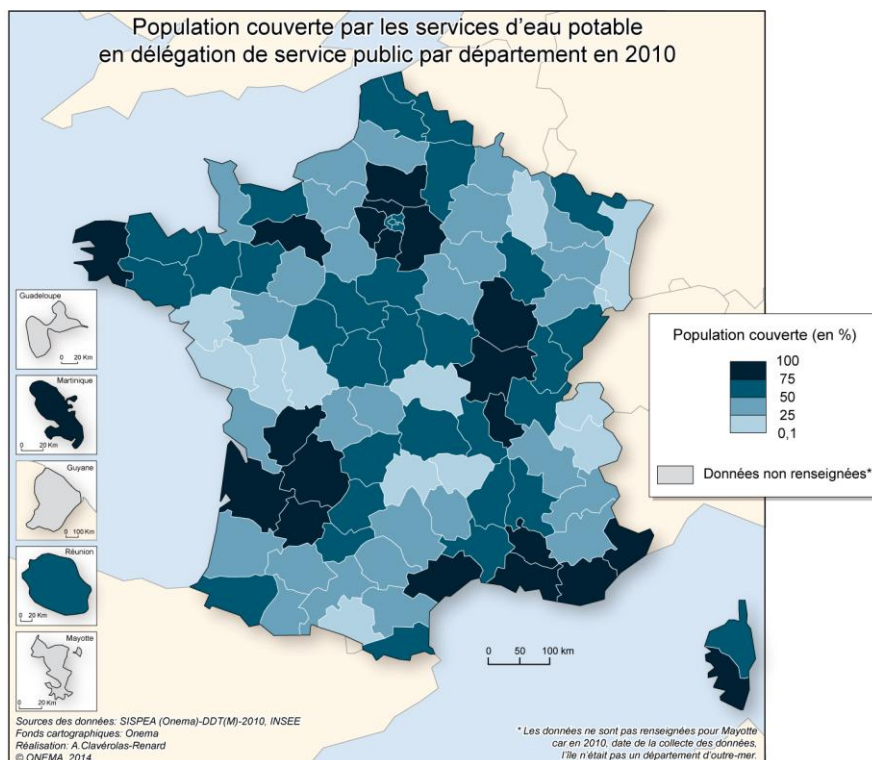 Population couverte par les services d'eau potable
en délégation de service public par département en 2010
Guadeloupe
0 20 Km
Martinique
0 20 Km
Guyane
0 100 Km
Réunion
0 20 Km
Mayotte
0 20 Km
Population couverte (en %)
100
75
50
25
0,1
Données non renseignées*
0 50 100 km
Sources des données: SISPEA (Onema)-DDT(M)-2010, INSEE
Fonds cartographiques: Onema
Réalisation: A.Clavérolas-Renard
© ONEMA, 2014
* Les données ne sont pas renseignées pour Mayotte
car en 2010, date de la collecte des données,
l'île n'était pas un département d'outre-mer.